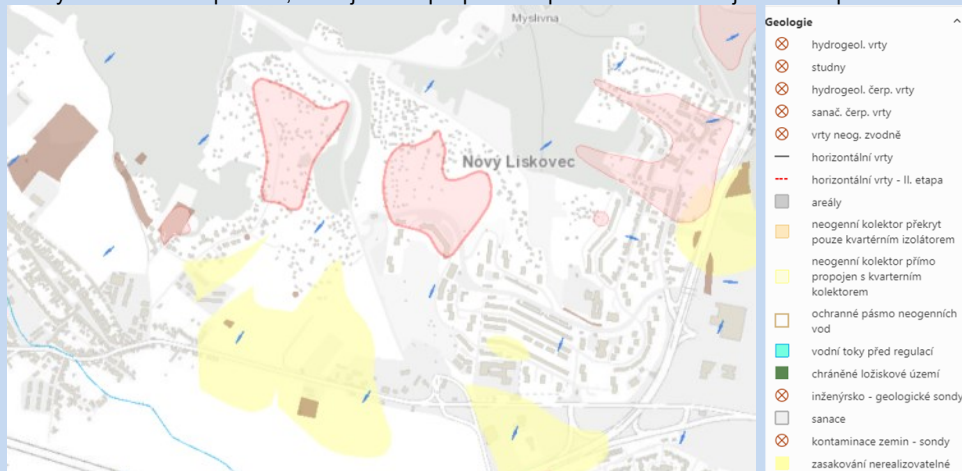 Myslivna
Nový Lískovec
Geologie
hydrogeol. vrty
studny
hydrogeol. čerp. vrty
sanač. čerp. vrty
vrty neog. zvodně
horizontální vrty
horizontální vrty - II. etapa
areály
neogenní kolektor překryt
pouze kvartérním izolátorem
neogenní kolektor přímo
propojen s kvarterním
kolektorem
ochranné pásmo neogenních
vod
vodní toky před regulací
chráněné ložiskové území
inženýrsko - geologické sondy
sanace
kontaminace zemin - sondy
zasakování nerealizovatelné